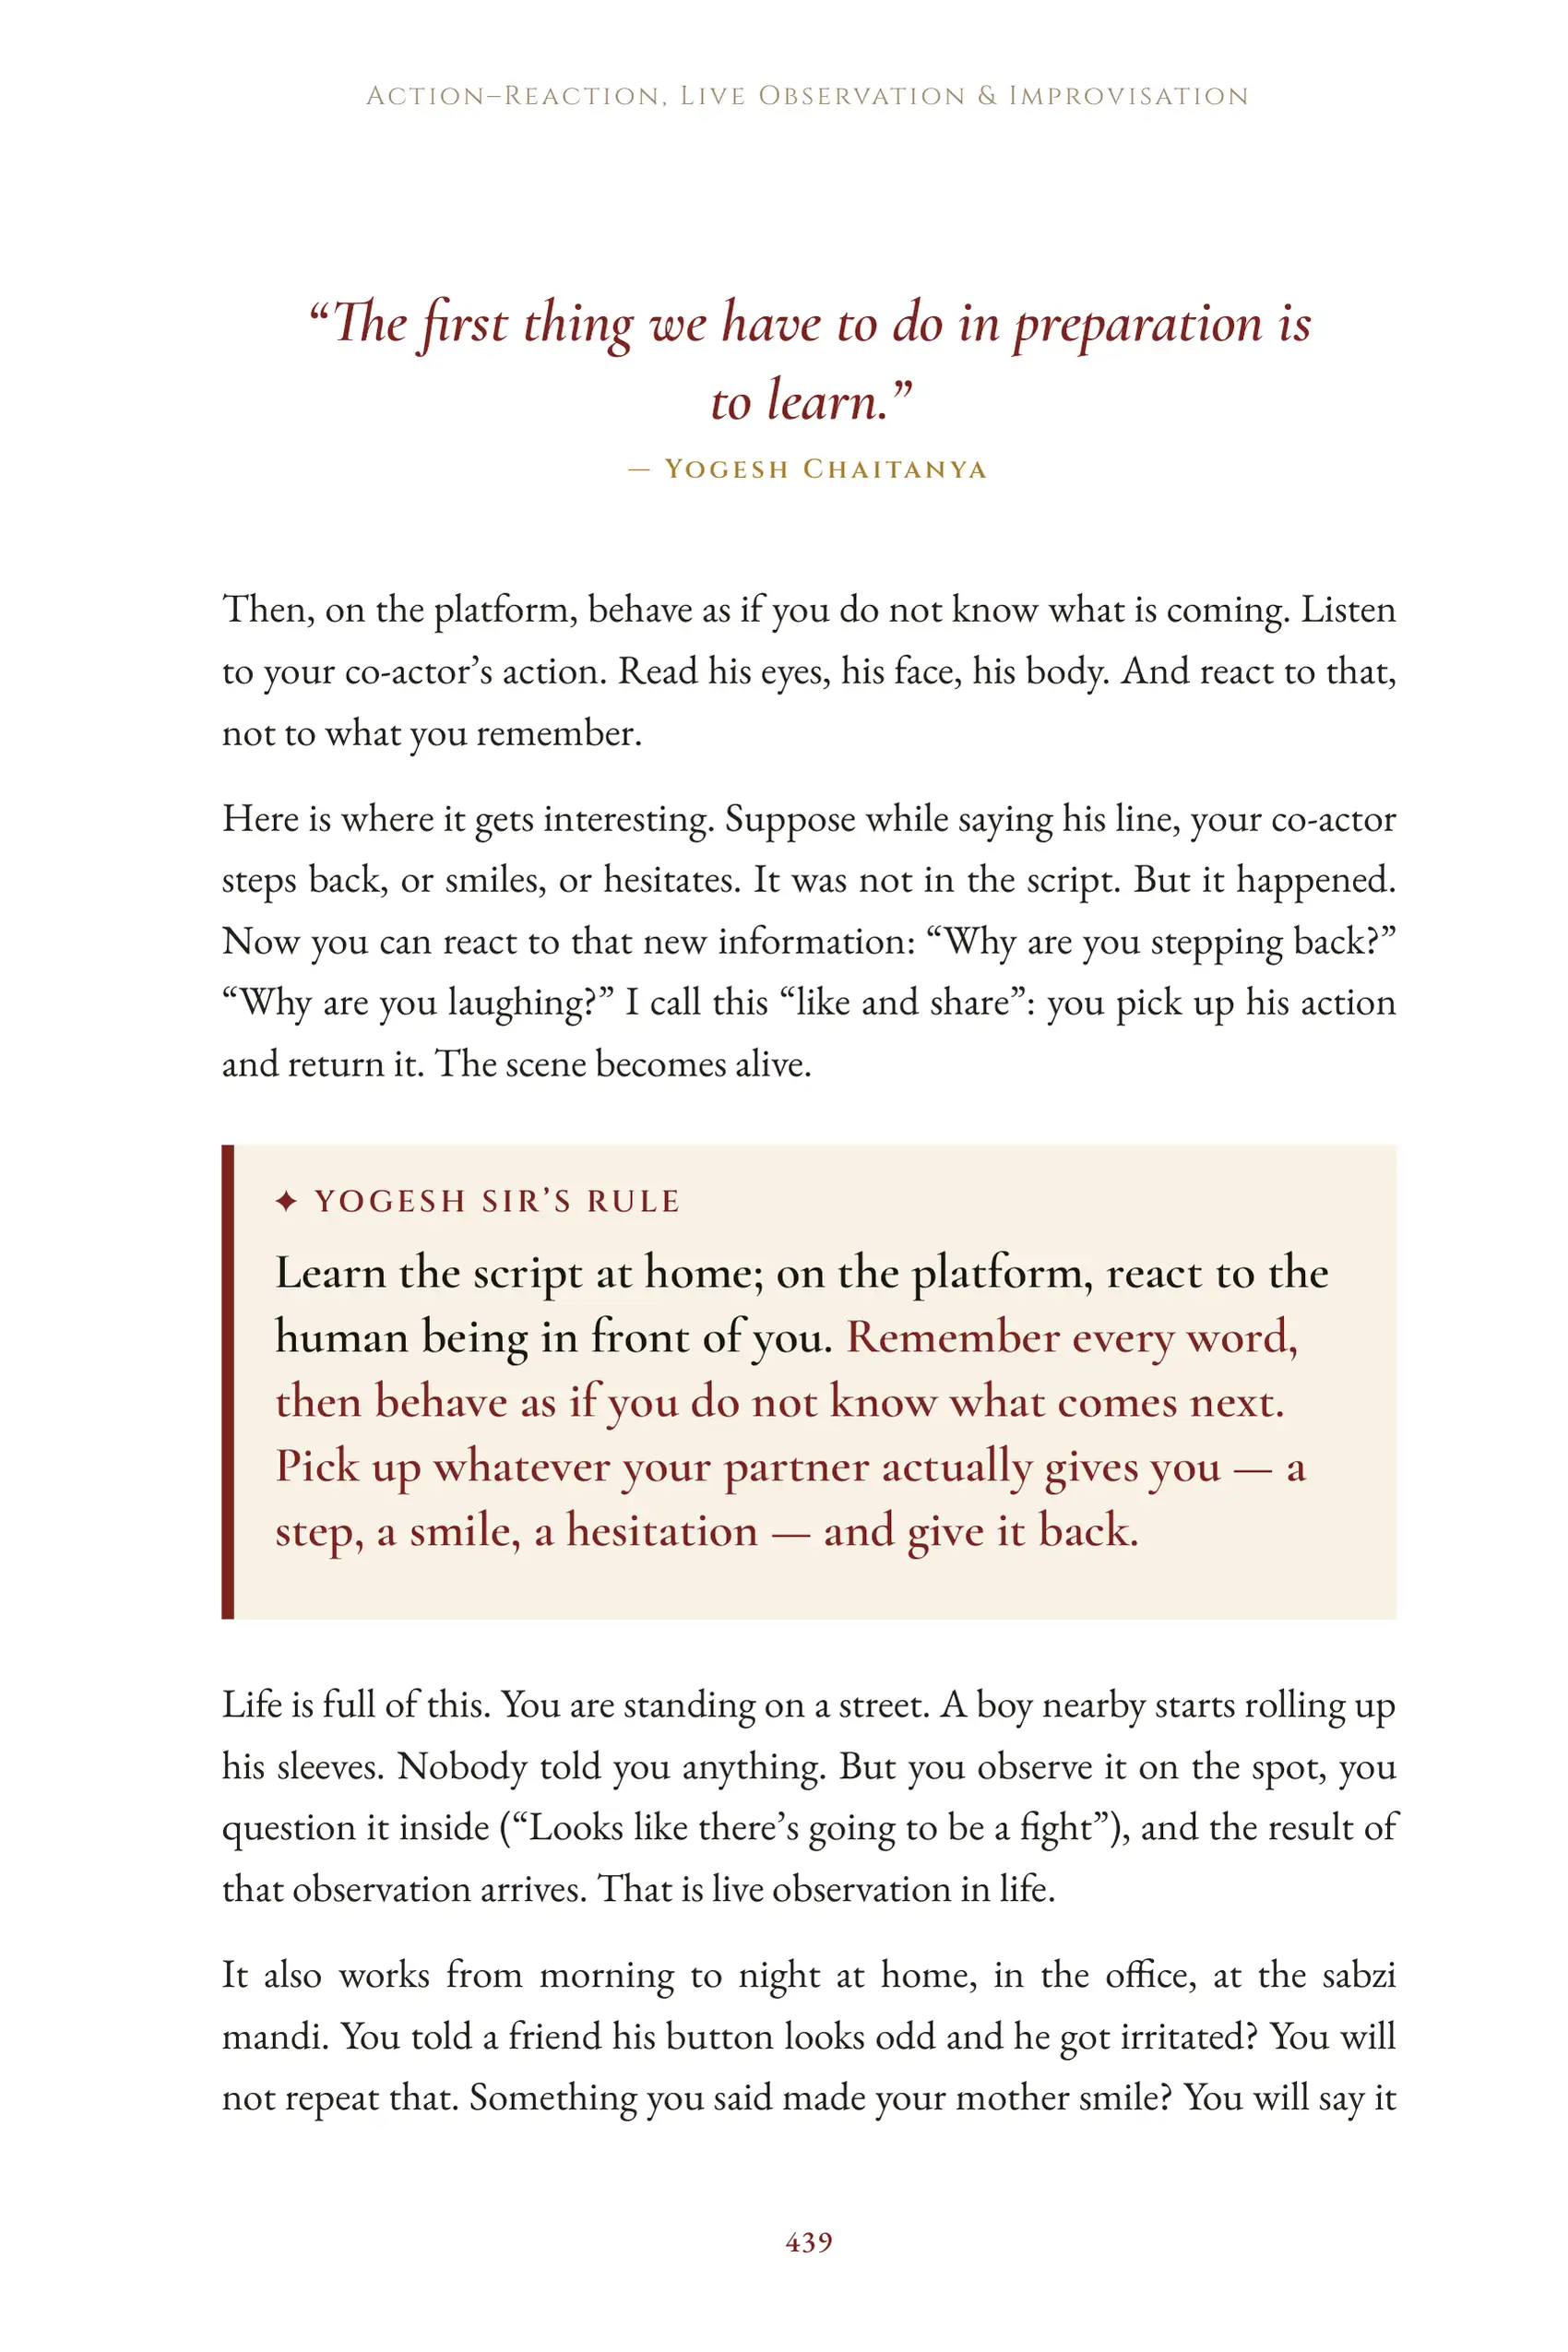 Action–Reaction, Live Observation & Improvisation
“The first thing we have to do in preparation is
to learn.”
— Yogesh Chaitanya
Then, on the platform, behave as if you do not know what is coming. Listen
to your co-actor’s action. Read his eyes, his face, his body. And react to that,
not to what you remember.
Here is where it gets interesting. Suppose while saying his line, your co-actor
steps back, or smiles, or hesitates. It was not in the script. But it happened.
Now you can react to that new information: “Why are you stepping back?”
“Why are you laughing?” I call this “like and share”: you pick up his action
and return it. The scene becomes alive.
✦ YOGESH SIR’S RULE
Learn the script at home; on the platform, react to the
human being in front of you. Remember every word,
then behave as if you do not know what comes next.
Pick up whatever your partner actually gives you — a
step, a smile, a hesitation — and give it back.
Life is full of this. You are standing on a street. A boy nearby starts rolling up
his sleeves. Nobody told you anything. But you observe it on the spot, you
question it inside (“Looks like there’s going to be a fight”), and the result of
that observation arrives. That is live observation in life.
It also works from morning to night at home, in the office, at the sabzi
mandi. You told a friend his button looks odd and he got irritated? You will
not repeat that. Something you said made your mother smile? You will say it
439